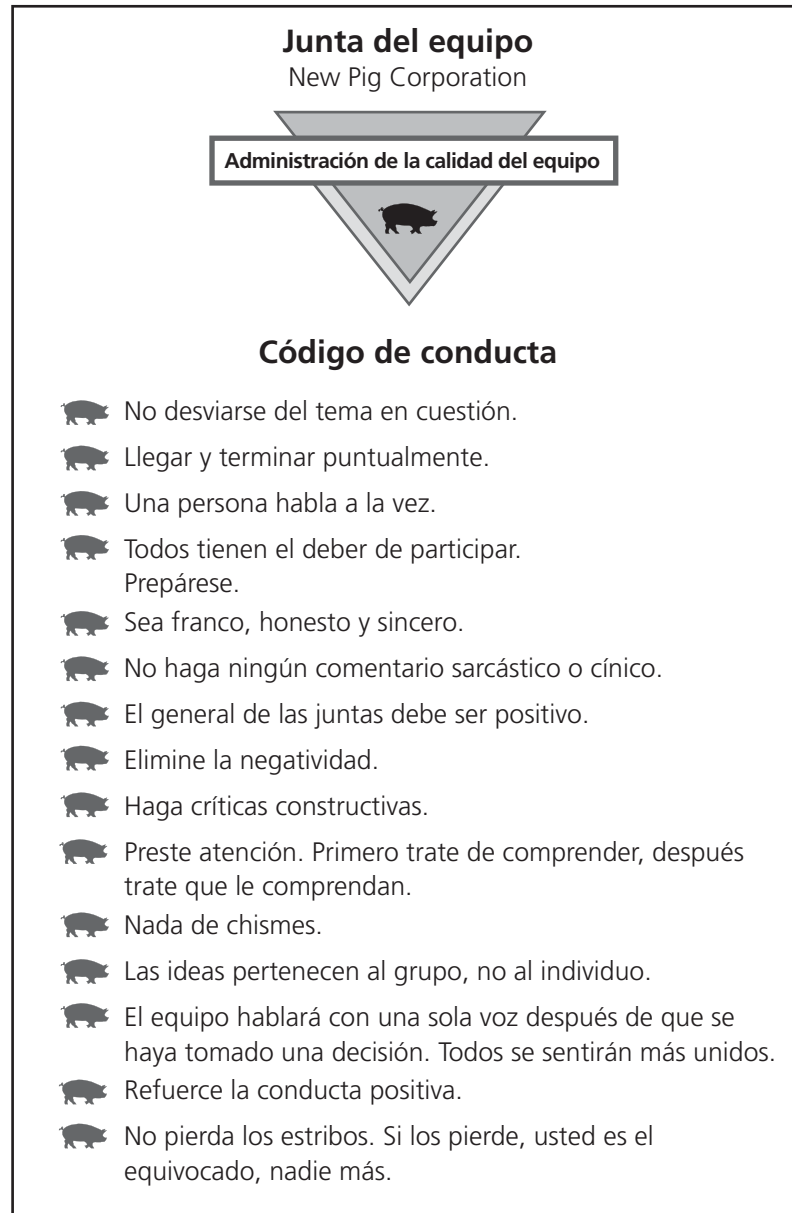 Junta del equipo
New Pig Corporation
Administración de la calidad del equipo
Código de conducta
No desviarse del tema en cuestión.
Llegar y terminar puntualmente.
Una persona habla a la vez.
Todos tienen el deber de participar.
Prepárese.
Sea franco, honesto y sincero.
No haga ningún comentario sarcástico o cínico.
El general de las juntas debe ser positivo.
Elimine la negatividad.
Haga críticas constructivas.
Preste atención. Primero trate de comprender, después
trate que le comprendan.
Nada de chismes.
Las ideas pertenecen al grupo, no al individuo.
El equipo hablará con una sola voz después de que se
haya tomado una decisión. Todos se sentirán más unidos.
Refuerce la conducta positiva.
No pierda los estribos. Si los pierde, usted es el
equivocado, nadie más.